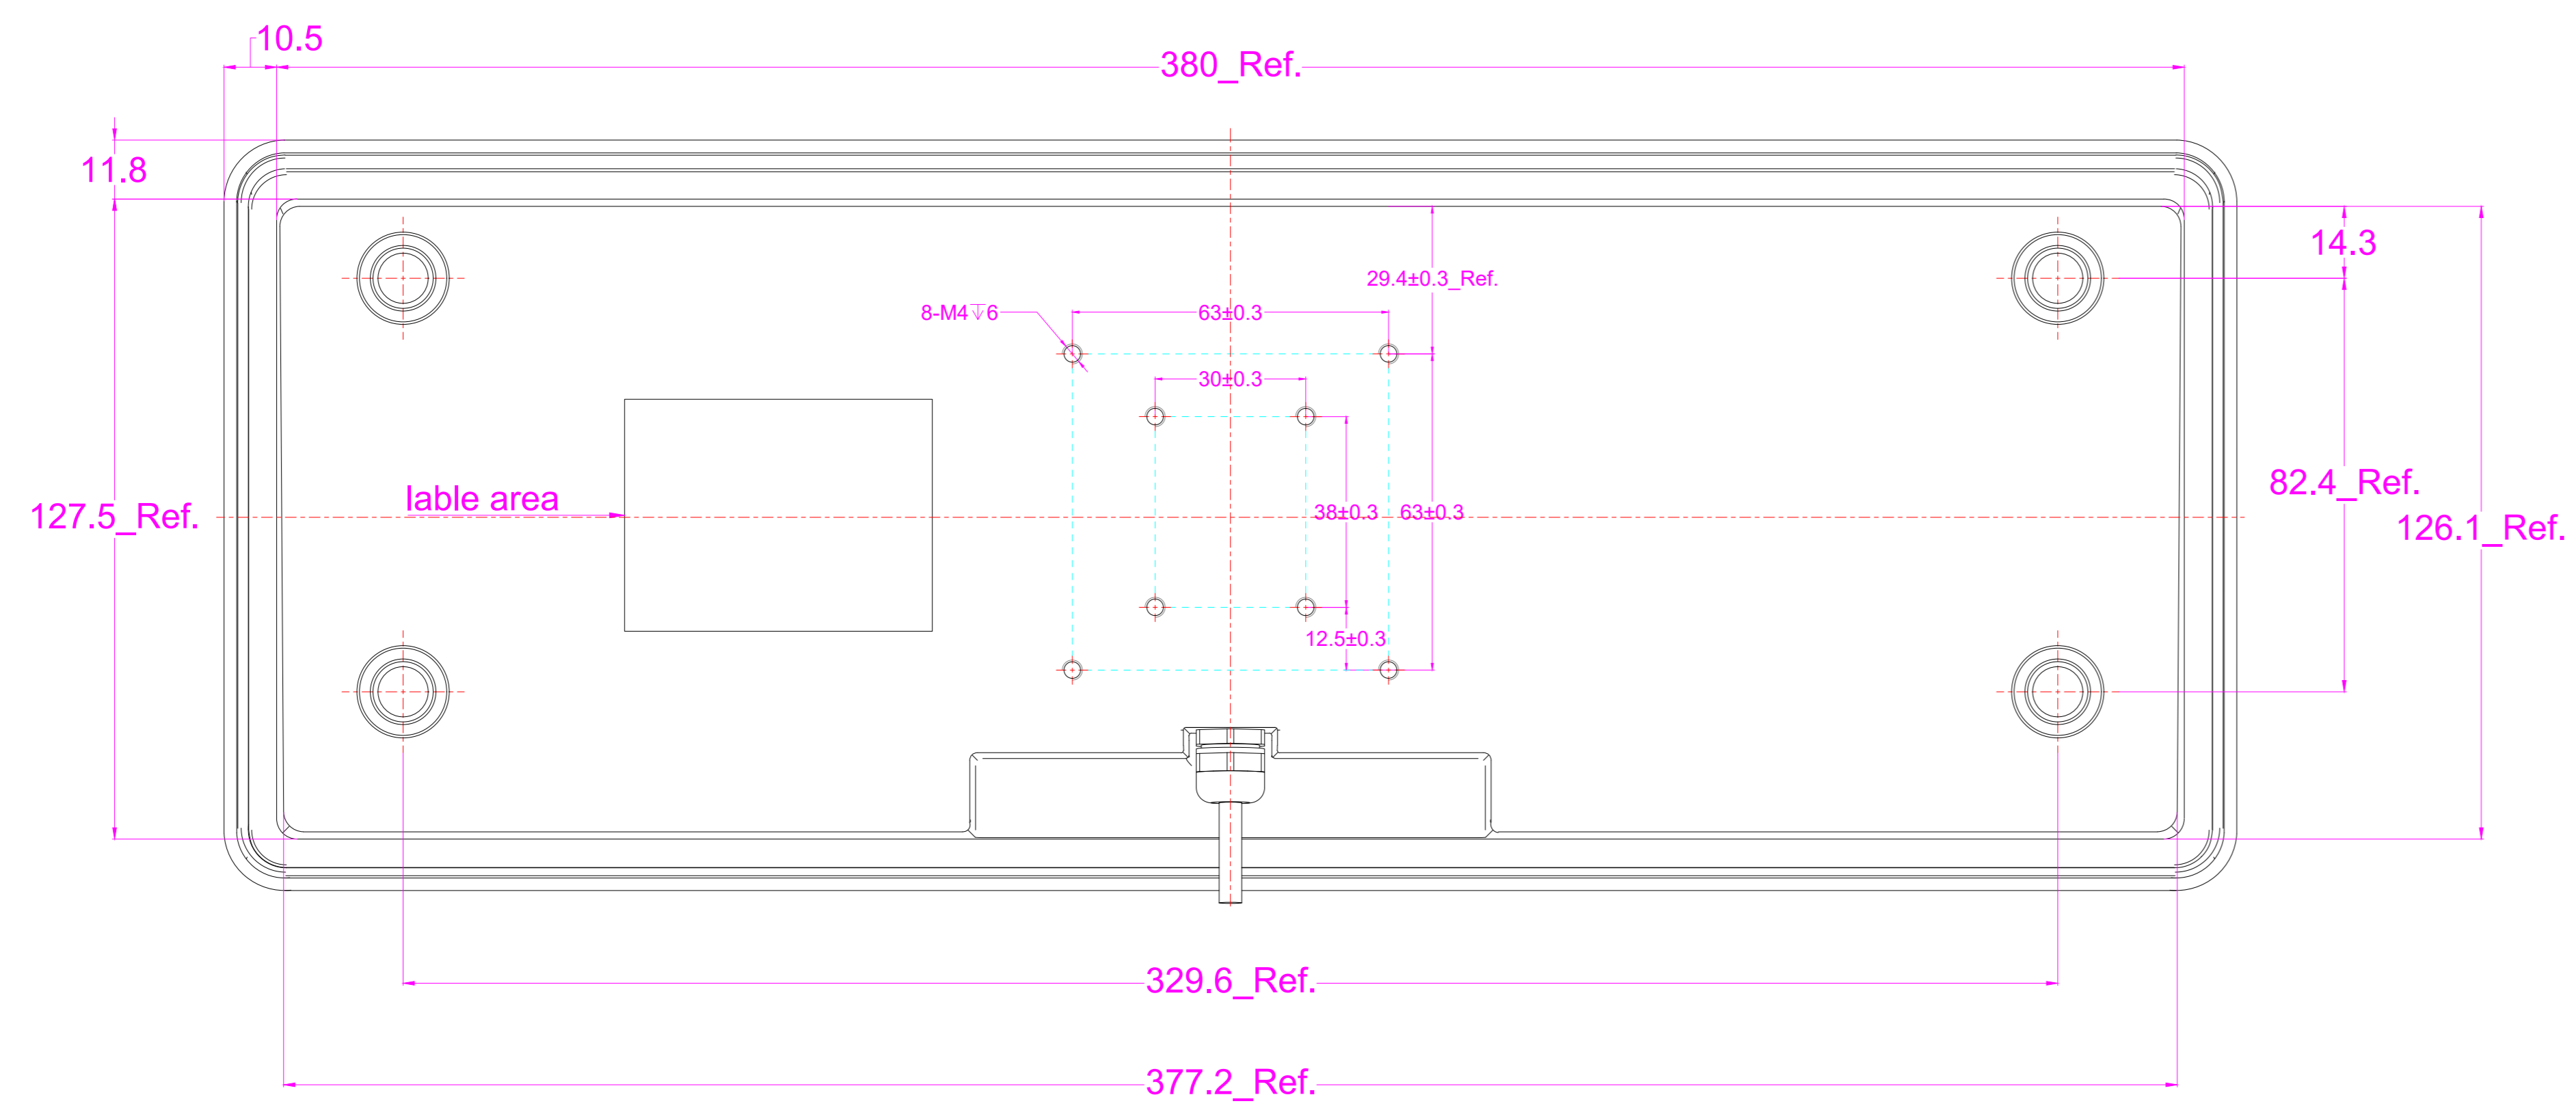 10.5
380_Ref.
11.8
14.3
29.4±0.3_Ref.
8-M4↧6
63±0.3
30±0.3
82.4_Ref.
lable area
38±0.3
63±0.3
127.5_Ref.
126.1_Ref.
12.5±0.3
329.6_Ref.
377.2_Ref.